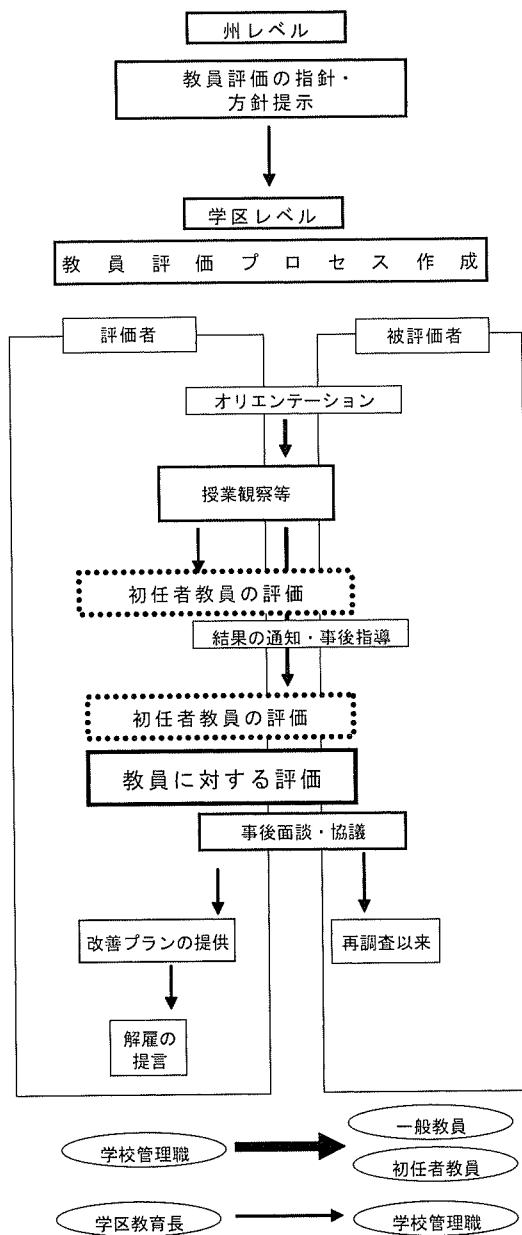 州レベル
教員評価の指針・
方針提示
学区レベル
教員評価プロセス作成
評価者
被評価者
オリエンテーション
授業観察等
初任者教員の評価
結果の通知・事後指導
初任者教員の評価
教員に対する評価
事後面談・協議
改善プランの提供
再調査以来
解雇の
提言
学校管理職
一般教員
初任者教員
学区教育長
学校管理職